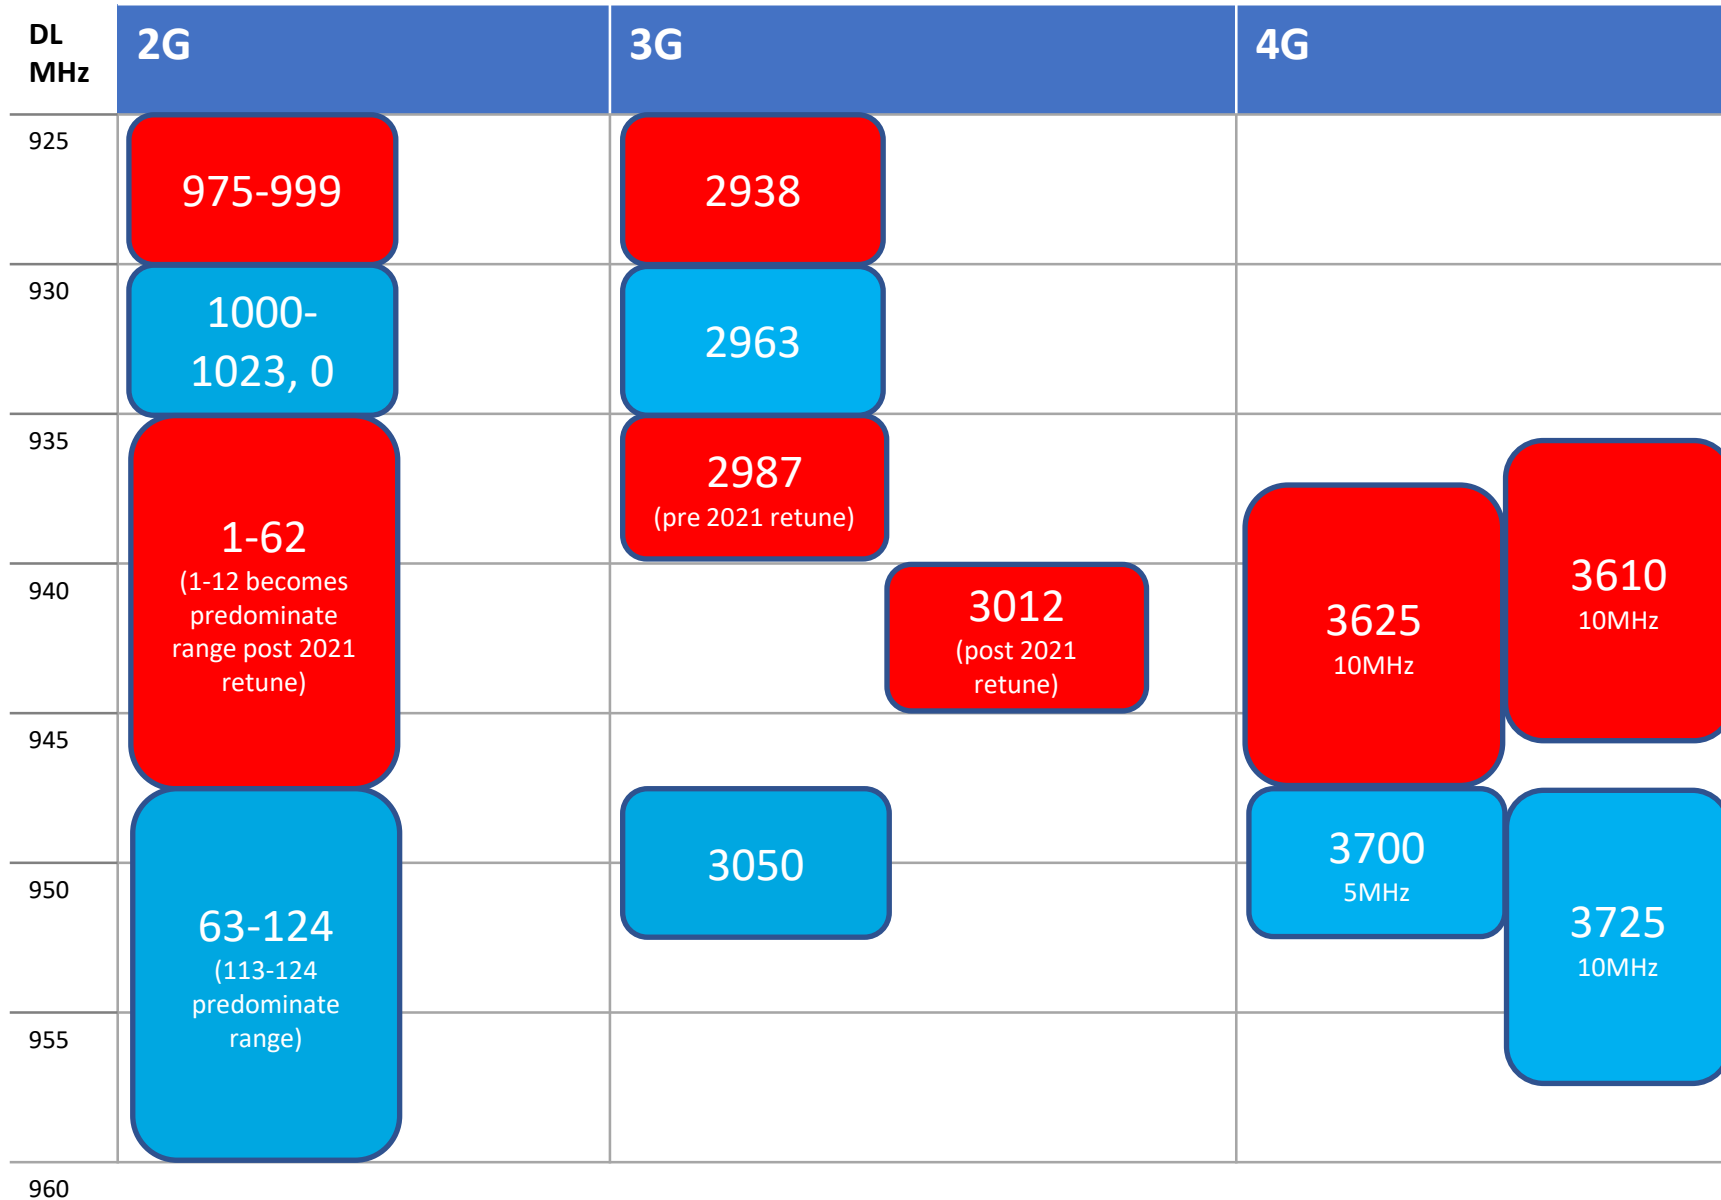 DL
MHz
2G
3G
4G
925
975-999
2938
930
1000-
1023, 0
2963
935
2987
(pre 2021 retune)
1-62
(1-12 becomes
predominate
range post 2021
retune)
940
3012
(post 2021
retune)
3625
10MHz
3610
10MHz
945
3050
3700
5MHz
950
63-124
(113-124
predominate
range)
3725
10MHz
955
960